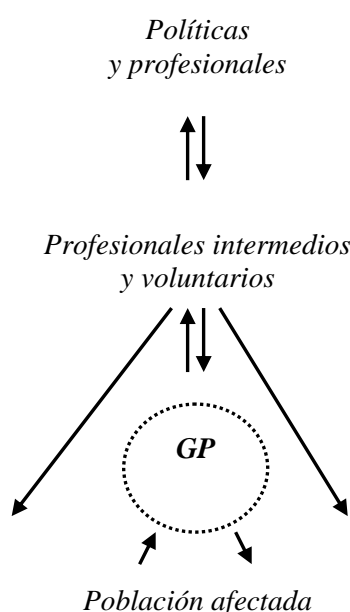 Políticas
y profesionales
Profesionales intermedios
y voluntarios
GP
Población afectada